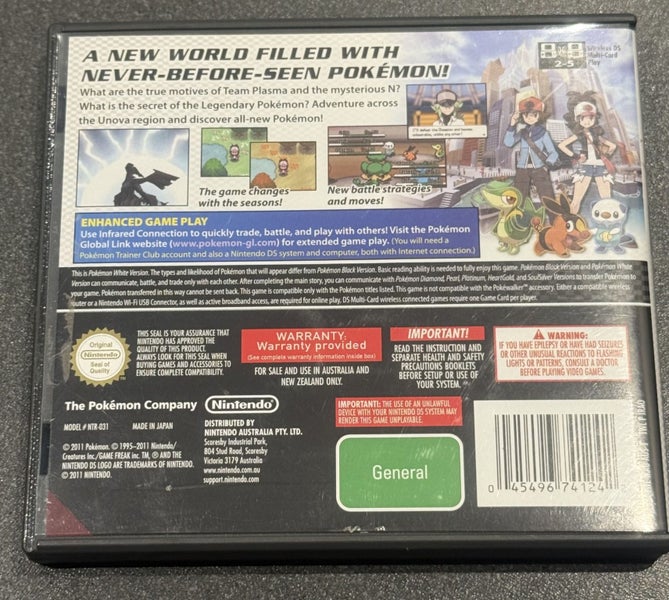 A NEW WORLD FILLED WITH
NEVER-BEFORE-SEEN POKÉMON!
What are the true motives of Team Plasma and the mysterious N?
What is the secret of the Legendary Pokémon? Adventure across
the Unova region and discover all-new Pokémon!
2-5
Wireless DS
Multi-Card
Play
The game changes
with the seasons!
New battle strategies
and moves!
ENHANCED GAME PLAY
Use Infrared Connection to quickly trade, battle, and play with others! Visit the Pokémon
Global Link website (www.pokemon-gl.com) for extended game play. (You will need a
Pokémon Trainer Club account and also a Nintendo DS system and computer, both with Internet connection.)
This is Pokémon White Version. The types and likelihood of Pokémon that will appear differ from Pokémon Black Version. Basic reading ability is needed to fully enjoy this game. Pokémon Black Version and Pokémon White
Version can communicate, battle, and trade only with each other. After completing the main story, you can communicate with Pokémon Diamond, Pearl, Platinum, HeartGold, and SoulSilver Versions to transfer Pokémon to
your game. Pokémon transferred in this way cannot be sent back. This game is compatible only with the Pokémon titles listed. This game is not compatible with the Pokéwalker™ accessory. Either a compatible wireless
router or a Nintendo Wi-Fi USB Connector, as well as active broadband access, are required for online play. DS Multi-Card wireless connected games require one Game Card per player.
Original
Nintendo
Seal of
Quality
THIS SEAL IS YOUR ASSURANCE THAT
NINTENDO HAS APPROVED THE
QUALITY OF THIS PRODUCT.
ALWAYS LOOK FOR THIS SEAL WHEN
BUYING GAMES AND ACCESSORIES TO
ENSURE COMPLETE COMPATIBILITY.
WARRANTY:
Warranty provided
(See complete warranty information inside box)
FOR SALE AND USE IN AUSTRALIA AND
NEW ZEALAND ONLY.
IMPORTANT!
READ THE INSTRUCTION AND
SEPARATE HEALTH AND SAFETY
PRECAUTIONS BOOKLETS
BEFORE SETUP OR USE OF
YOUR SYSTEM.
WARNING:
IF YOU HAVE EPILEPSY OR HAVE HAD SEIZURES
OR OTHER UNUSUAL REACTIONS TO FLASHING
LIGHTS OR PATTERNS, CONSULT A DOCTOR
BEFORE PLAYING VIDEO GAMES.
The Pokémon Company Nintendo
MODEL # NTR-031 MADE IN JAPAN
© 2011 Pokémon. © 1995–2011 Nintendo/
Creatures Inc./GAME FREAK inc. TM, ® AND THE
NINTENDO DS LOGO ARE TRADEMARKS OF NINTENDO.
© 2011 NINTENDO.
DISTRIBUTED BY
NINTENDO AUSTRALIA PTY. LTD.
Scoresby Industrial Park,
804 Stud Road, Scoresby
Victoria 3179 Australia
www.nintendo.com.au
support.nintendo.com
IMPORTANT: THE USE OF AN UNLAWFUL
DEVICE WITH YOUR NINTENDO DS SYSTEM MAY
RENDER THIS GAME UNPLAYABLE.
General
0 45496 74124